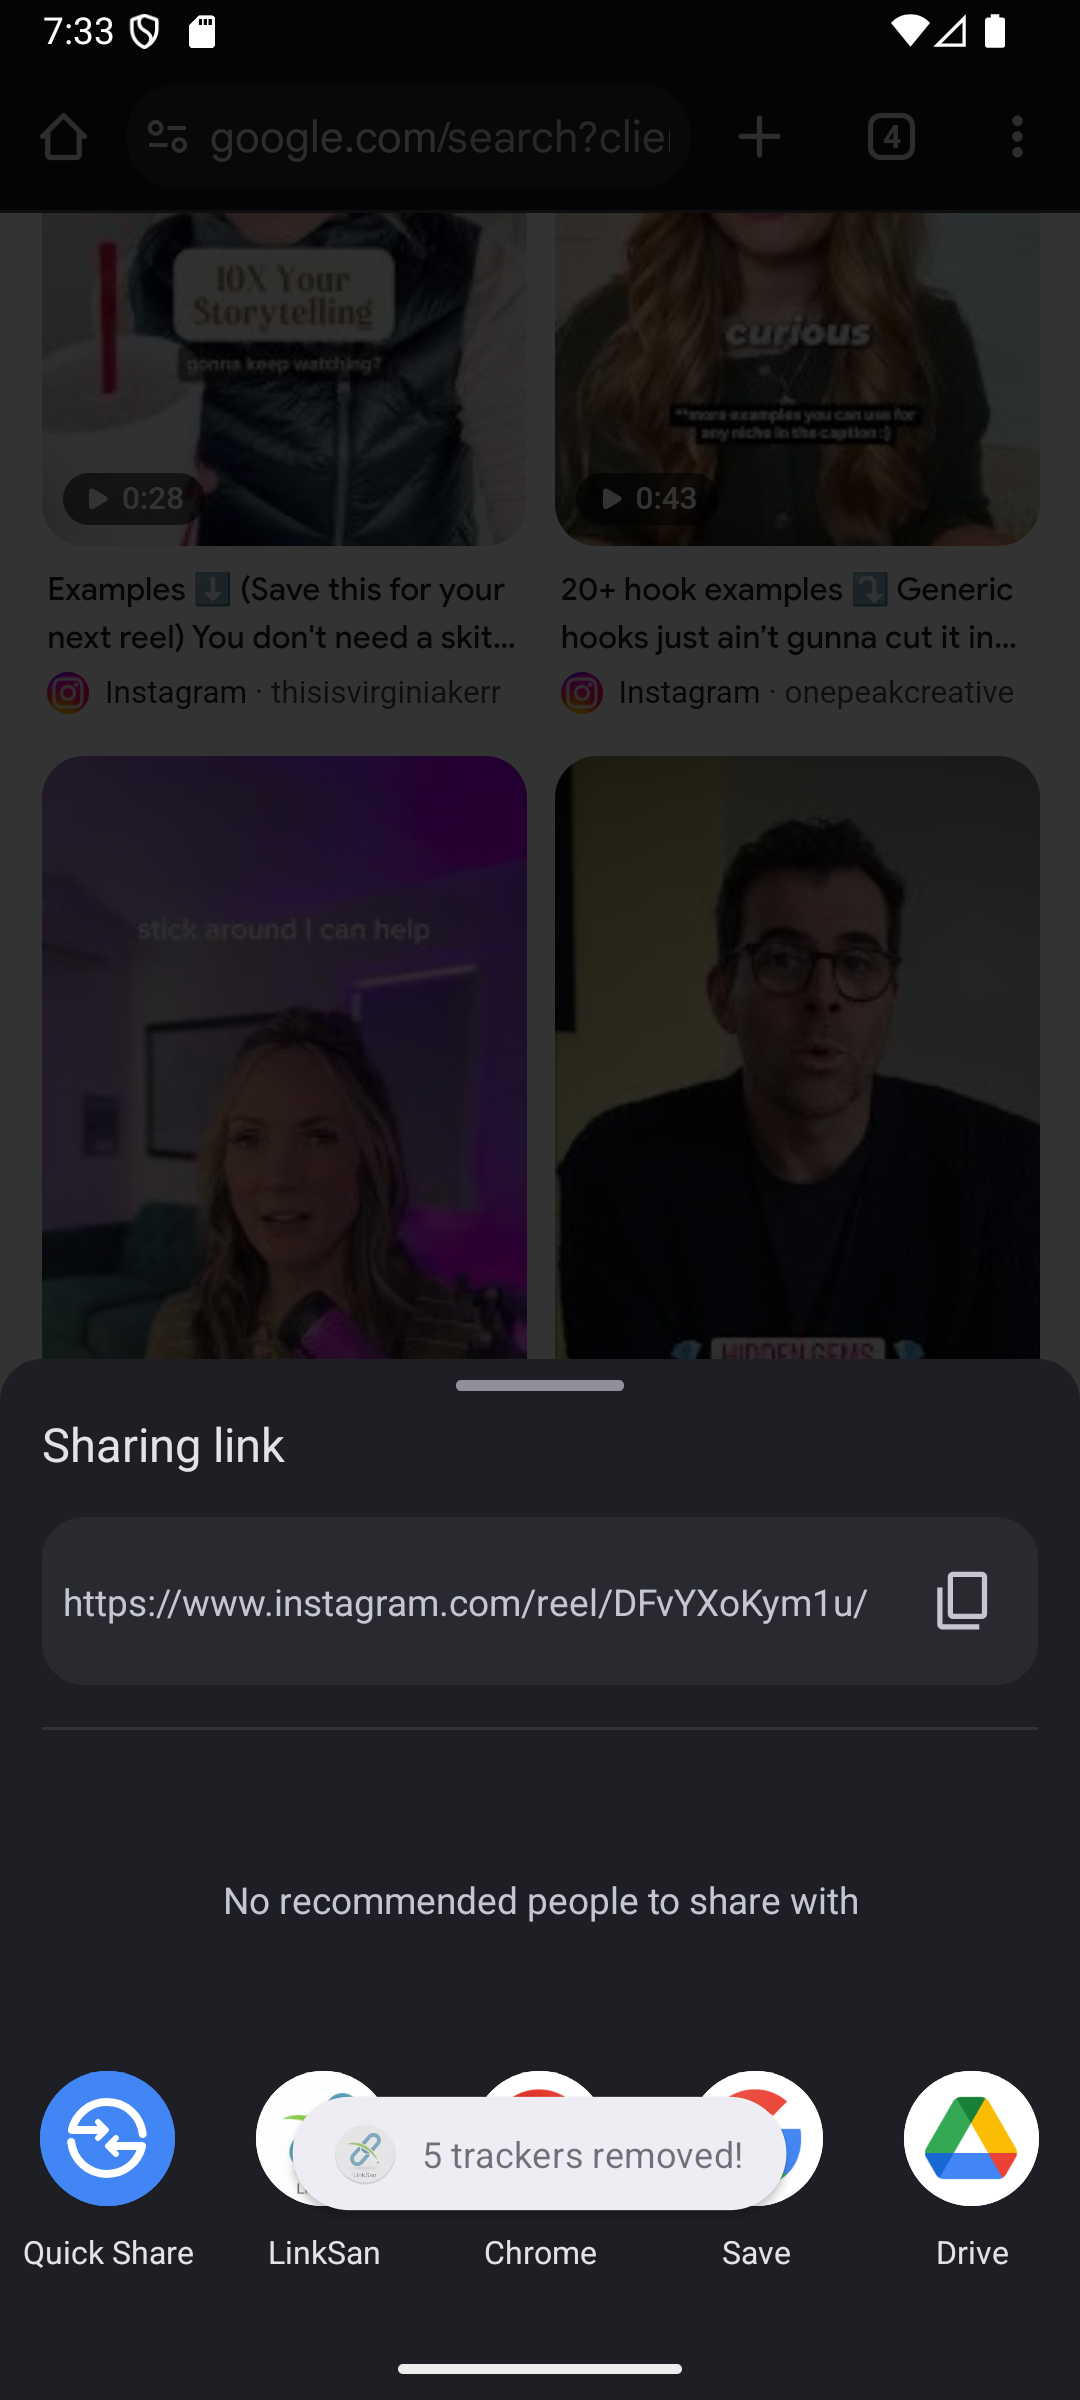 7:33
google.com/search?clie
4
10X Your
Storytelling
gonna keep watching?
0:28
curious
**more examples you can use for
any niche in the caption :)
0:43
Examples ⬇️ (Save this for your
next reel) You don't need a skit...
Instagram · thisisvirginiakerr
20+ hook examples ⤵️ Generic
hooks just ain’t gunna cut it in...
Instagram · onepeakcreative
stick around I can help
HIDDEN GEMS
Sharing link
https://www.instagram.com/reel/DFvYXoKym1u/
No recommended people to share with
LinkSan
5 trackers removed!
Quick Share
LinkSan
Chrome
Save
Drive